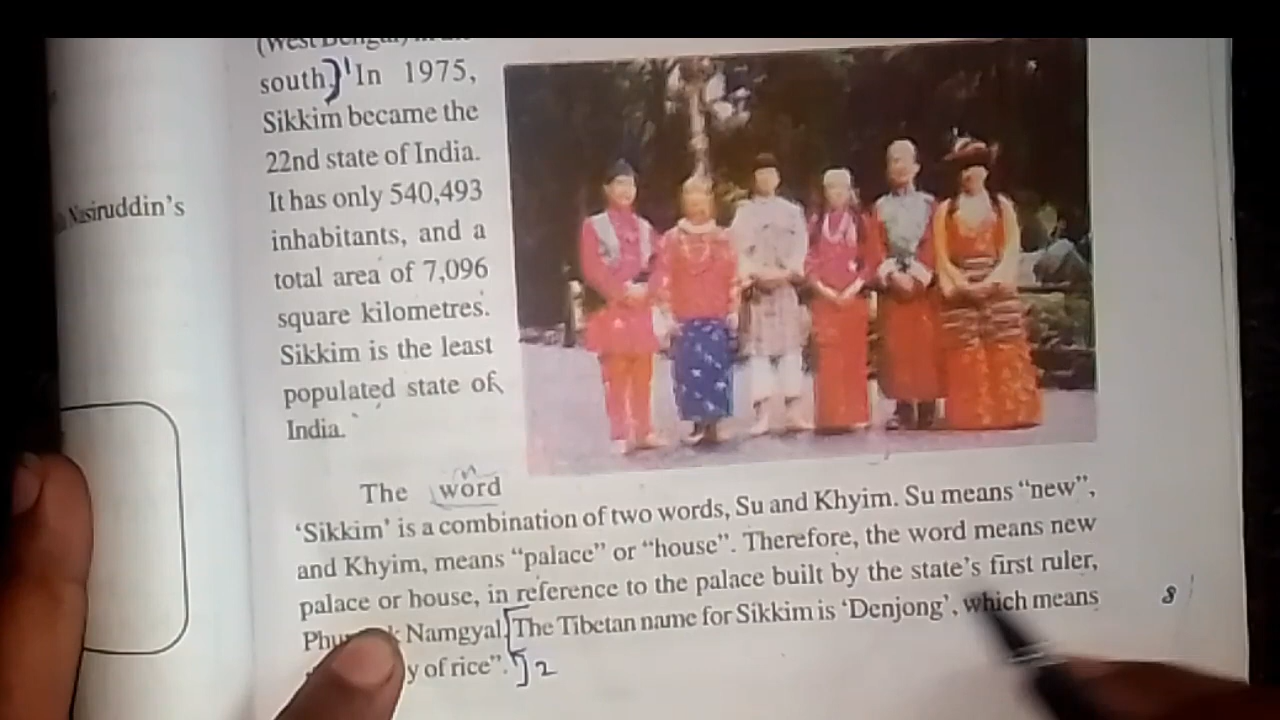 (West Bengal)
south)'In 1975,
Sikkim became the
22nd state of India.
It has only 540,493
inhabitants, and a
total area of 7,096
square kilometres.
Sikkim is the least
populated state of
India.
Nasiruddin's
The word
'Sikkim' is a combination of two words, Su and Khyim. Su means "new",
and Khyim, means "palace" or "house". Therefore, the word means new
palace or house, in reference to the palace built by the state's first ruler,
Namgyal. [The Tibetan name for Sikkim is 'Denjong', which means
y of rice".] 2
8